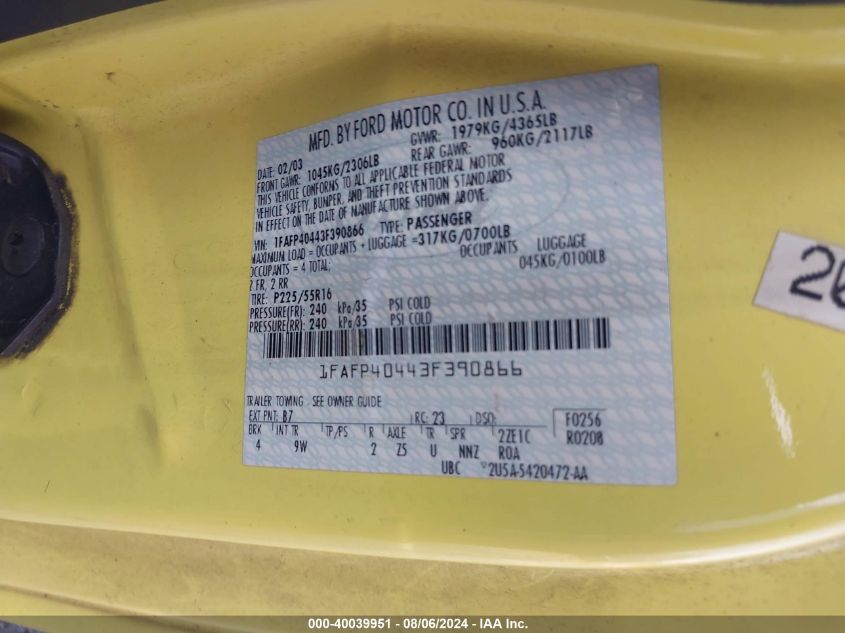 MFD. BY FORD MOTOR CO. IN U.S.A.
DATE: 02/03 GVWR: 1979KG/4365LB
FRONT GAWR: 1045KG/2306LB REAR GAWR: 960KG/2117LB
THIS VEHICLE CONFORMS TO ALL APPLICABLE FEDERAL MOTOR
VEHICLE SAFETY, BUMPER, AND THEFT PREVENTION STANDARDS
IN EFFECT ON THE DATE OF MANUFACTURE SHOWN ABOVE.
VIN: 1FAFP40443F390866 TYPE: PASSENGER
MAXIMUM LOAD = OCCUPANTS + LUGGAGE =317KG/0700LB
OCCUPANTS = 4 TOTAL; OCCUPANTS LUGGAGE
2 FR, 2 RR 045KG/0100LB
TIRE: P225/55R16
PRESSURE(FR): 240 kPa/35 PSI COLD
PRESSURE(RR): 240 kPa/35 PSI COLD
1FAFP40443F390866
TRAILER TOWING - SEE OWNER GUIDE
EXT PNT: B7 RC: 23 DSO: F0256
BRK INT TR TP/PS R AXLE TR SPR 2ZE1C R0208
4 9W 2 Z5 U NNZ ROA
UBC 2U5A-5420472-AA
000-40039951 - 08/06/2024 - IAA Inc.